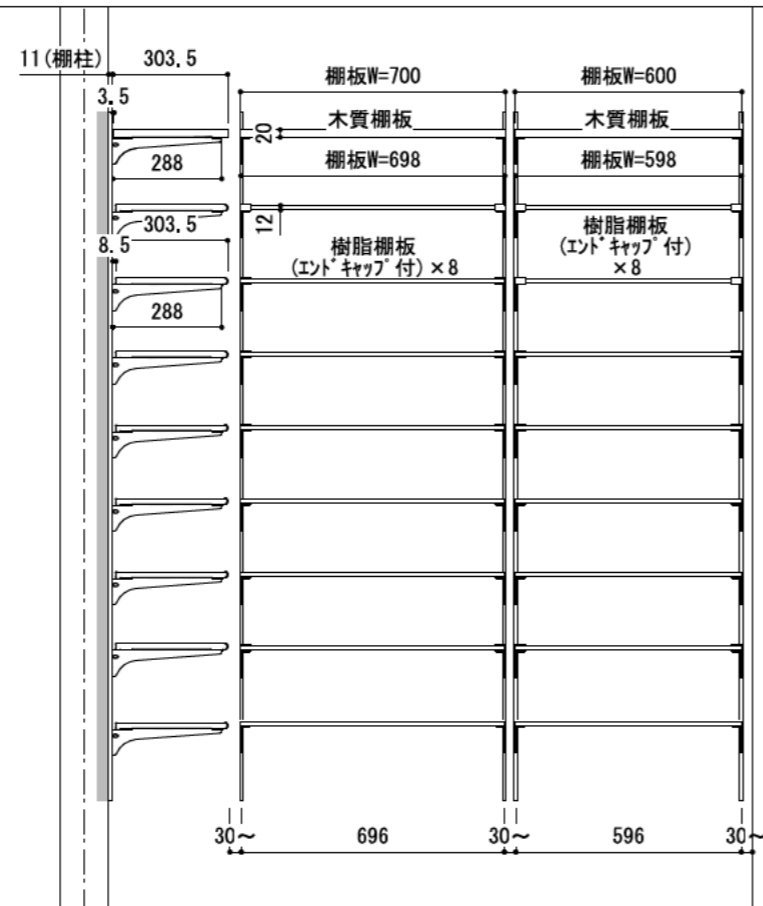 11(棚柱)
303.5
棚板W=700
棚板W=600
3.5
木質棚板
木質棚板
20
288
棚板W=698
棚板W=598
303.5
12
8.5
樹脂棚板
(エンドキャップ付)×8
樹脂棚板
(エンドキャップ付)
×8
288
30~
696
30~
596
30~